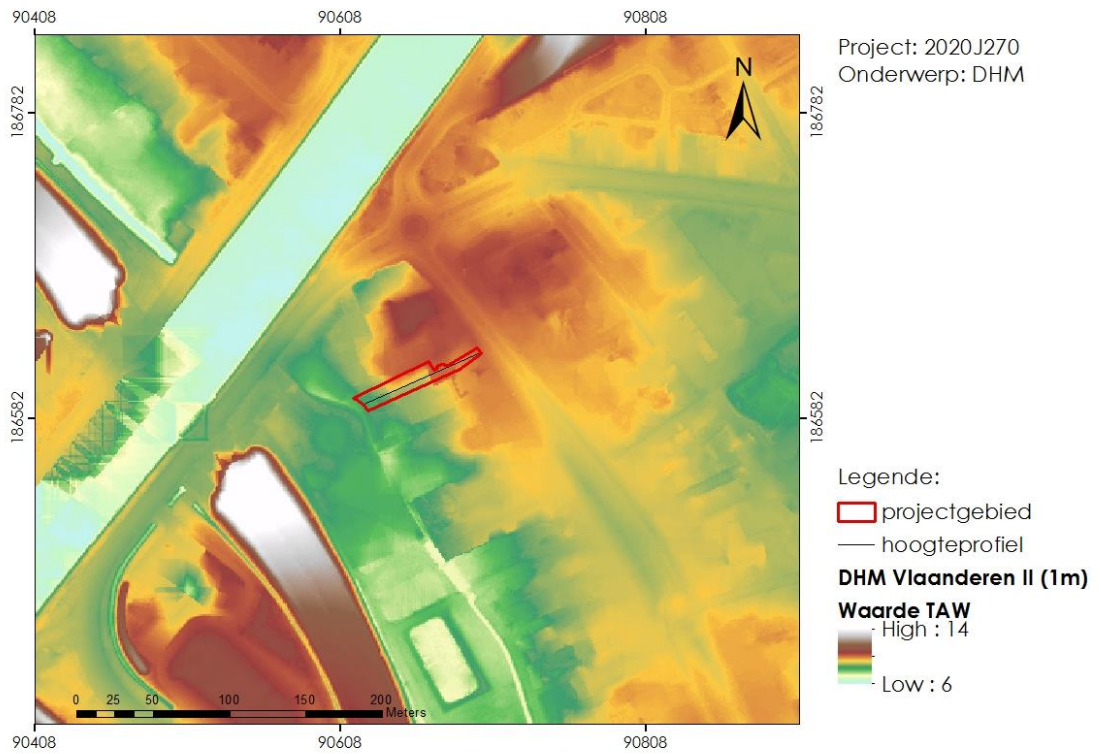 90408 90608 90808
Project: 2020J270
Onderwerp: DHM
N
186782 186782
186582 186582
Legende:
projectgebied
hoogteprofiel
DHM Vlaanderen II (1m)
Waarde TAW
High : 14
Low : 6
0 25 50 100 150 200
Meters
90408 90608 90808